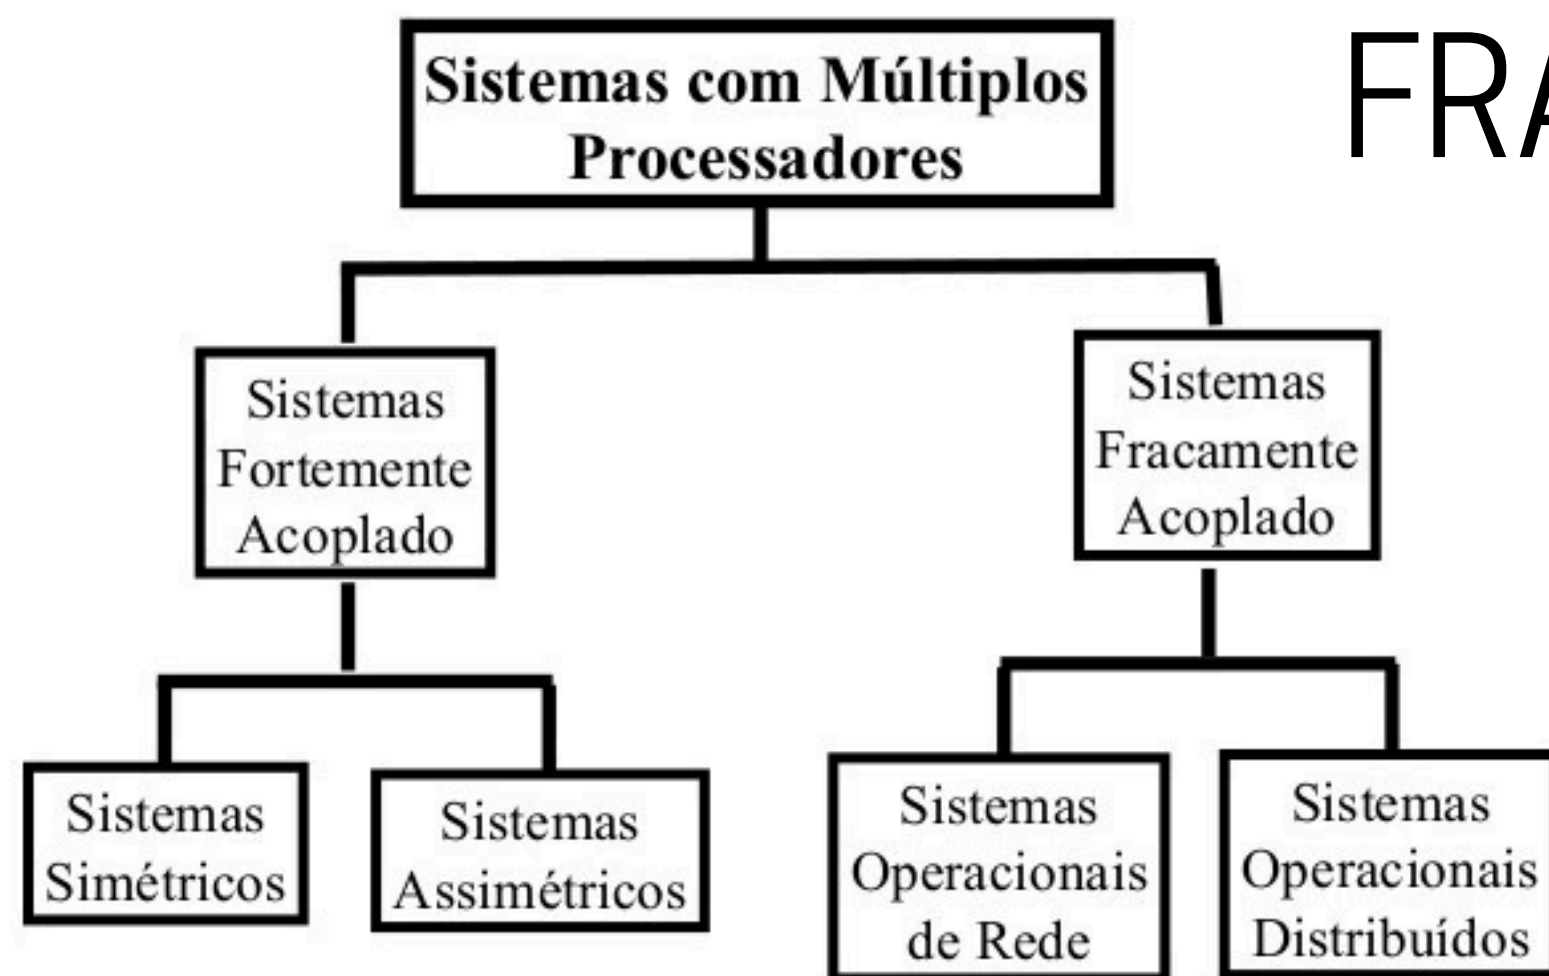 Sistemas com Múltiplos
Processadores
FRA
Sistemas
Fortemente
Acoplado
Sistemas
Fracamente
Acoplado
Sistemas
Simétricos
Sistemas
Assimétricos
Sistemas
Operacionais
de Rede
Sistemas
Operacionais
Distribuídos